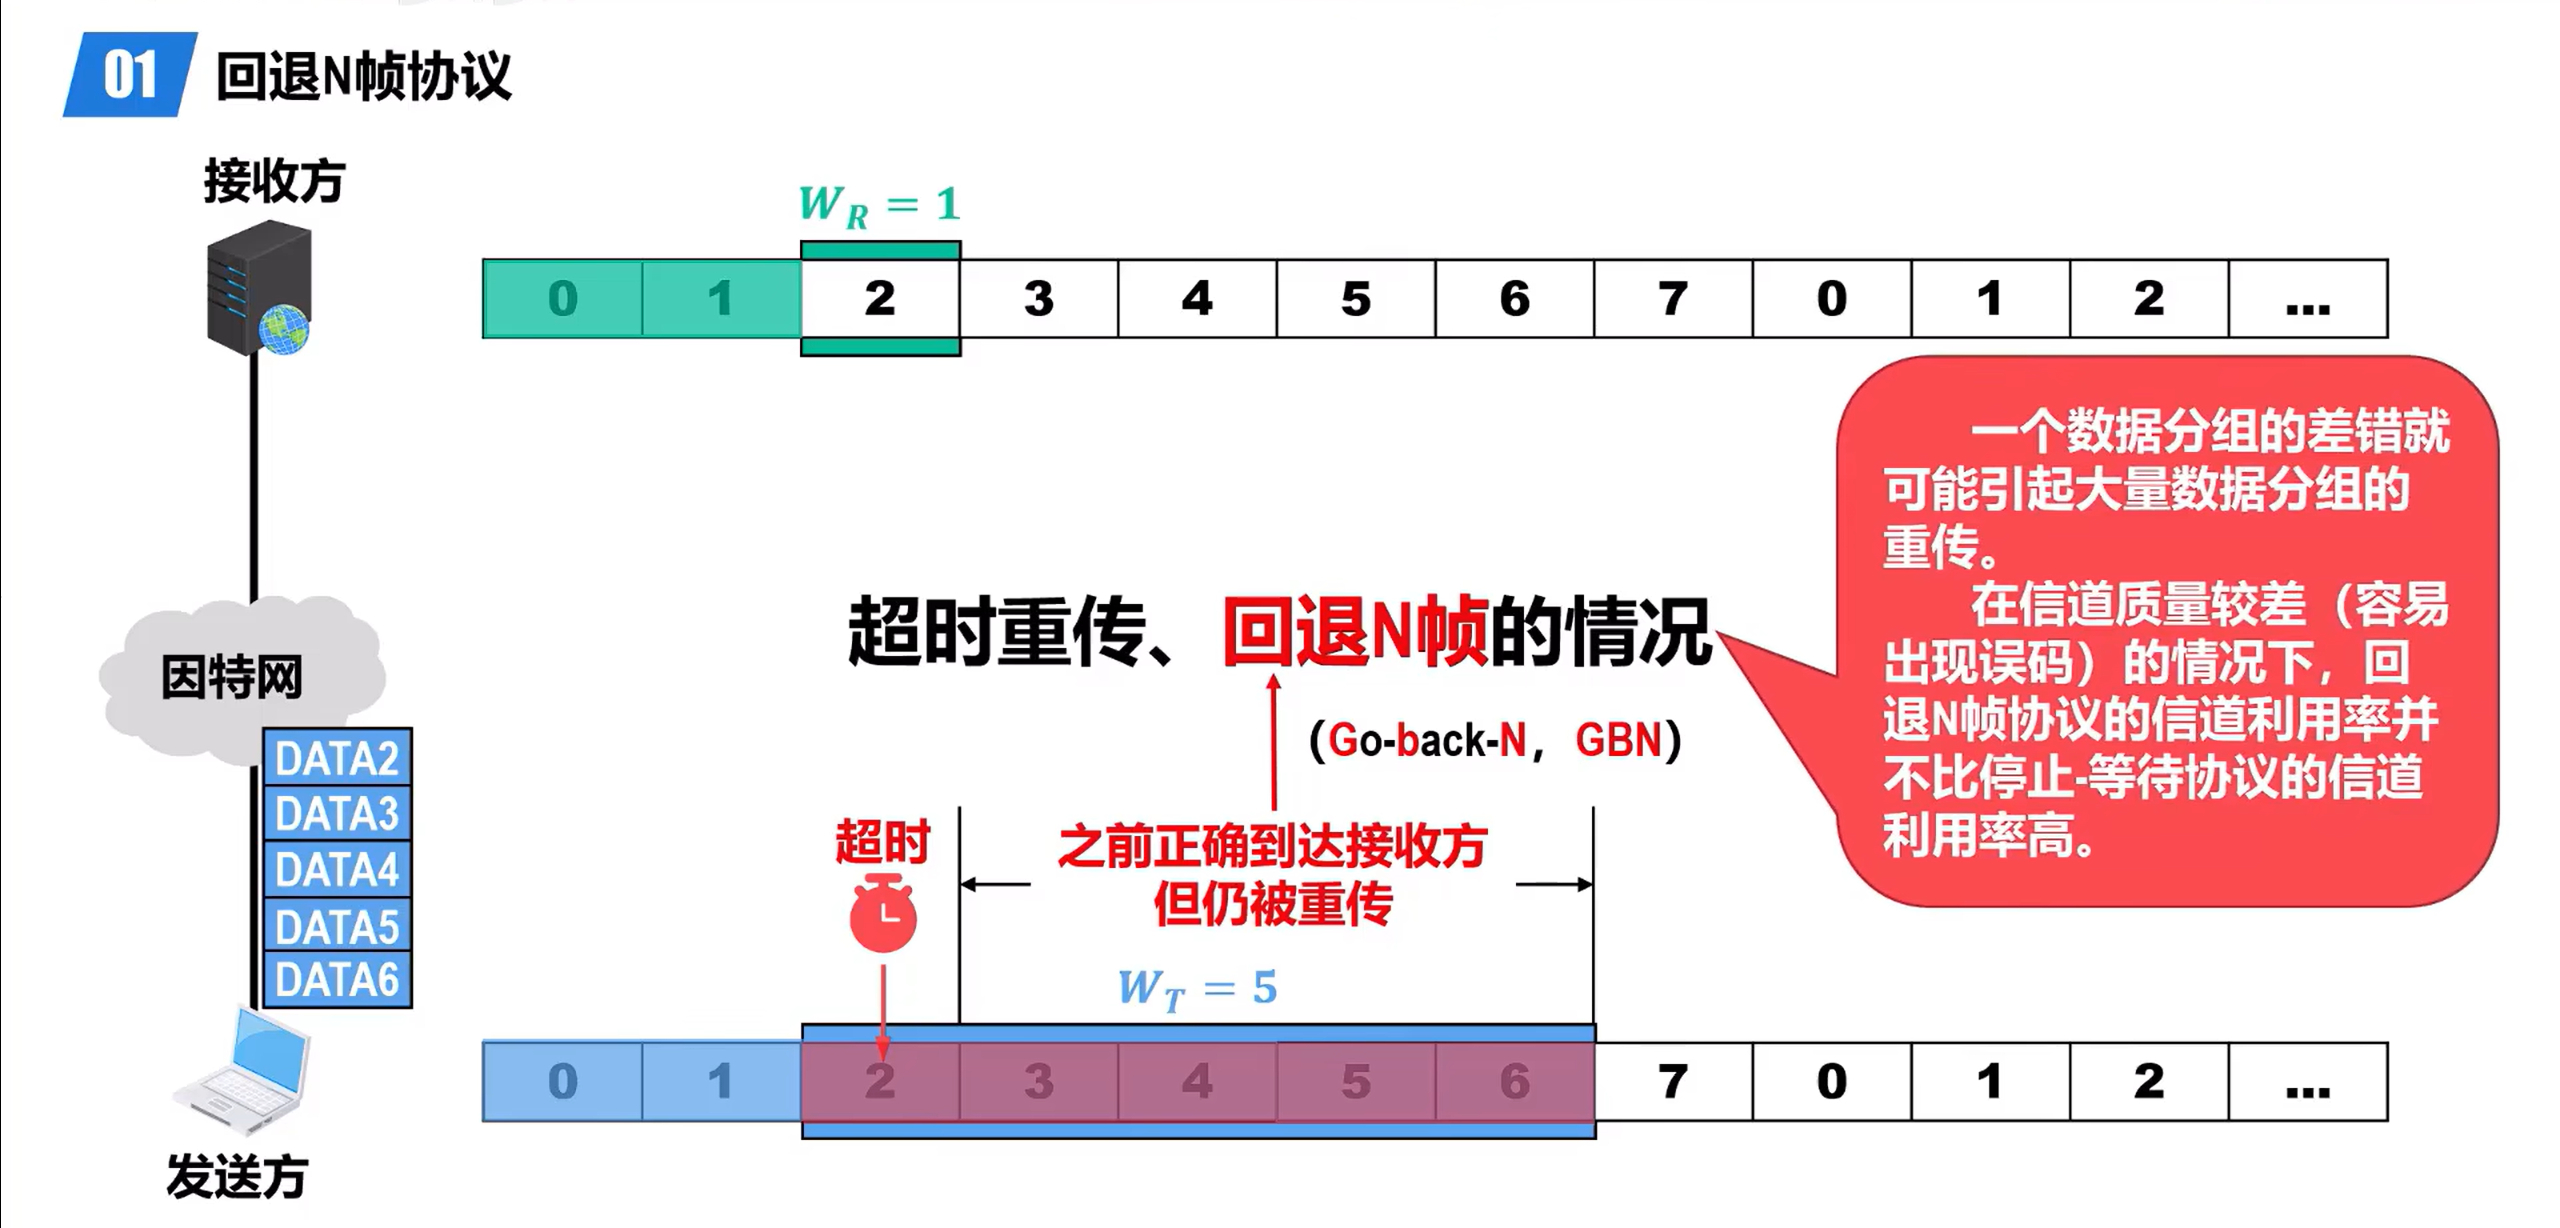 01 回退N帧协议
接收方
W_R = 1
0 1 2 3 4 5 6 7 0 1 2 ...
一个数据分组的差错就
可能引起大量数据分组的
重传。
在信道质量较差（容易
出现误码）的情况下，回
退N帧协议的信道利用率并
不比停止-等待协议的信道
利用率高。
超时重传、回退N帧的情况
（Go-back-N，GBN）
因特网
DATA2
DATA3
DATA4
DATA5
DATA6
超时
之前正确到达接收方
但仍被重传
W_T = 5
0 1 2 3 4 5 6 7 0 1 2 ...
发送方